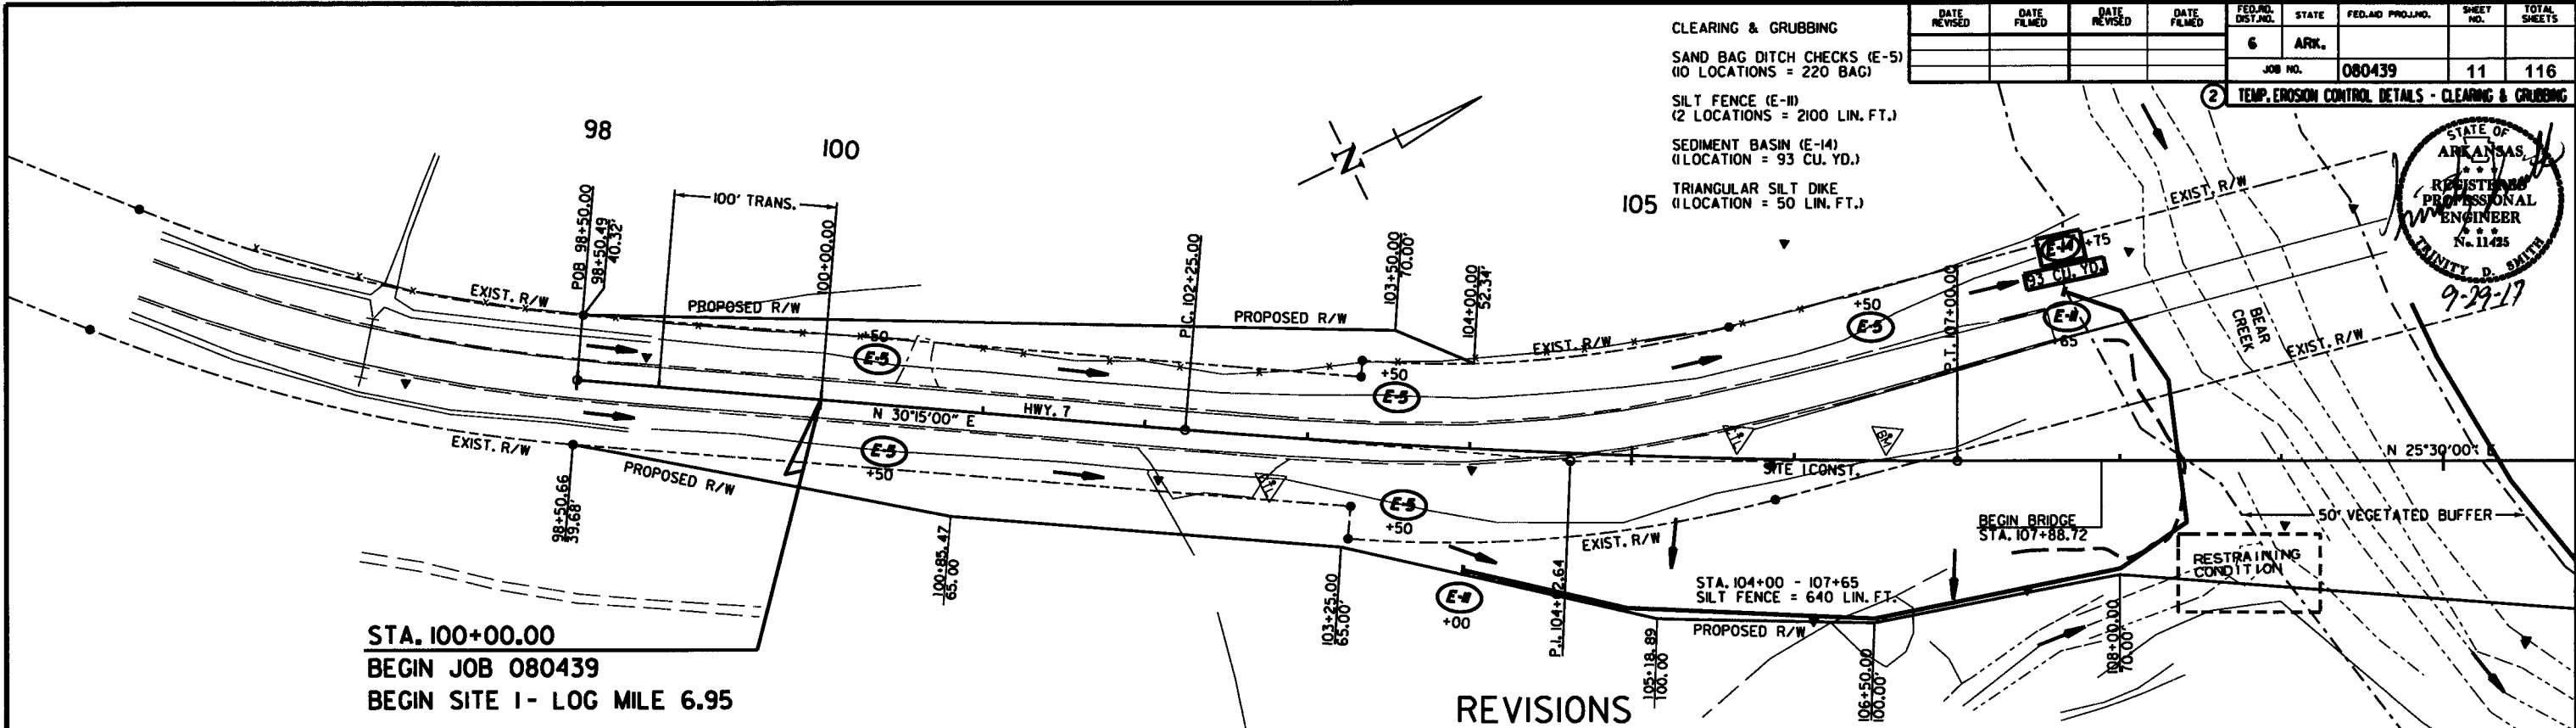 CLEARING & GRUBBING
SAND BAG DITCH CHECKS (E-5)
(10 LOCATIONS = 220 BAG)
SILT FENCE (E-11)
(2 LOCATIONS = 2100 LIN. FT.)
SEDIMENT BASIN (E-14)
(1 LOCATION = 93 CU. YD.)
TRIANGULAR SILT DIKE
(1 LOCATION = 50 LIN. FT.)
DATE REVISED
DATE FILMED
DATE REVISED
DATE FILMED
FED.RD. DIST.NO.
STATE
FED.AID PROJ.NO.
SHEET NO.
TOTAL SHEETS
6
ARK.
JOB NO.
080439
11
116
2
TEMP. EROSION CONTROL DETAILS - CLEARING & GRUBBING
STATE OF
ARKANSAS
REGISTERED
PROFESSIONAL
ENGINEER
No. 11425
TRINITY D. SMITH
9-29-17
98
100
105
N
100' TRANS.
POB 98+50.00
98+50.49
40.32'
100+00.00
P.C. 102+25.00
103+50.00
70.00'
104+00.00
52.34'
P.T. 107+00.00
EXIST. R/W
PROPOSED R/W
PROPOSED R/W
EXIST. R/W
EXIST. R/W
EXIST. R/W
+50
E-5
+50
E-5
+50
E-5
E-14
+75
93 CU. YD.
E-11
+65
BEAR
CREEK
N 30°15'00" E
HWY. 7
EXIST. R/W
PROPOSED R/W
E-5
+50
E-5
+50
BM
SITE 1 CONST.
N 25°30'00" E
98+50.66
39.68'
100+85.47
65.00
103+25.00
65.00'
E-11
+00
EXIST. R/W
BEGIN BRIDGE
STA. 107+88.72
50' VEGETATED BUFFER
RESTRAINING
CONDITION
STA. 104+00 - 107+65
SILT FENCE = 640 LIN. FT.
PROPOSED R/W
105+18.89
100.00
106+50.00
100.00'
108+00.00
70.00'
STA. 100+00.00
BEGIN JOB 080439
BEGIN SITE 1 - LOG MILE 6.95
REVISIONS